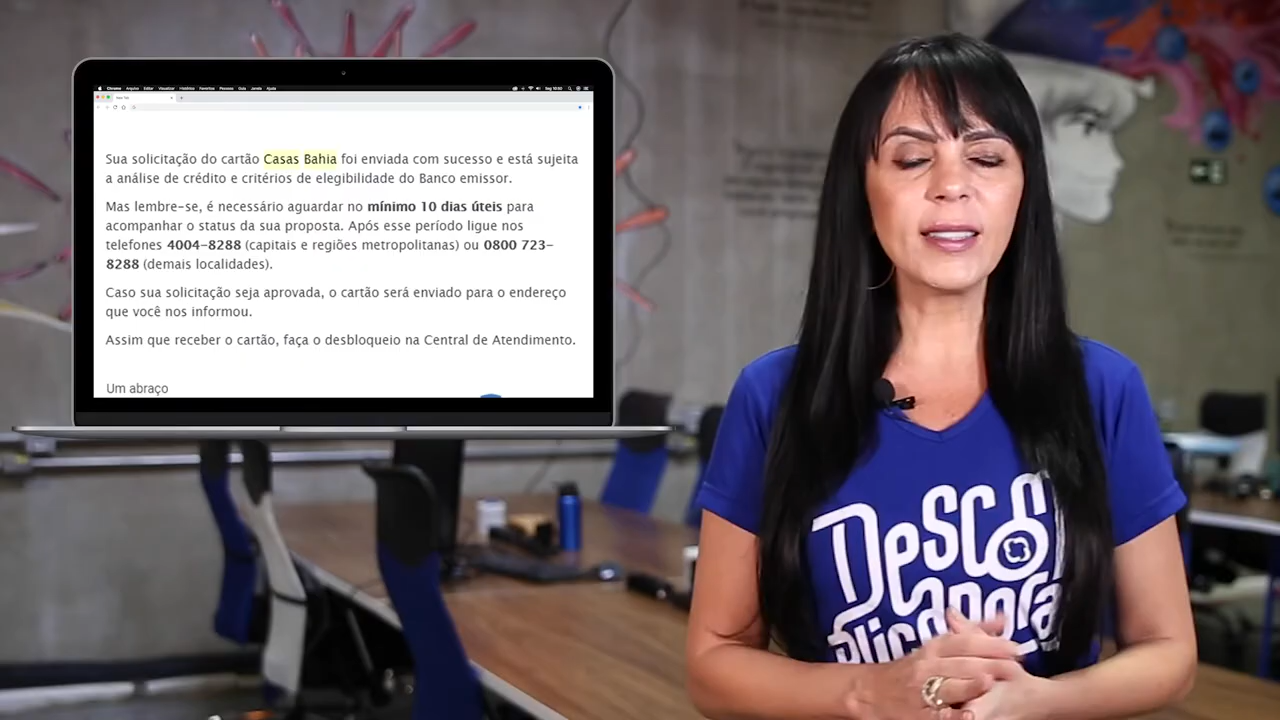 Sua solicitação do cartão Casas Bahia foi enviada com sucesso e está sujeita
a análise de crédito e critérios de elegibilidade do Banco emissor.
Mas lembre-se, é necessário aguardar no mínimo 10 dias úteis para
acompanhar o status da sua proposta. Após esse período ligue nos
telefones 4004-8288 (capitais e regiões metropolitanas) ou 0800 723-
8288 (demais localidades).
Caso sua solicitação seja aprovada, o cartão será enviado para o endereço
que você nos informou.
Assim que receber o cartão, faça o desbloqueio na Central de Atendimento.
Um abraço